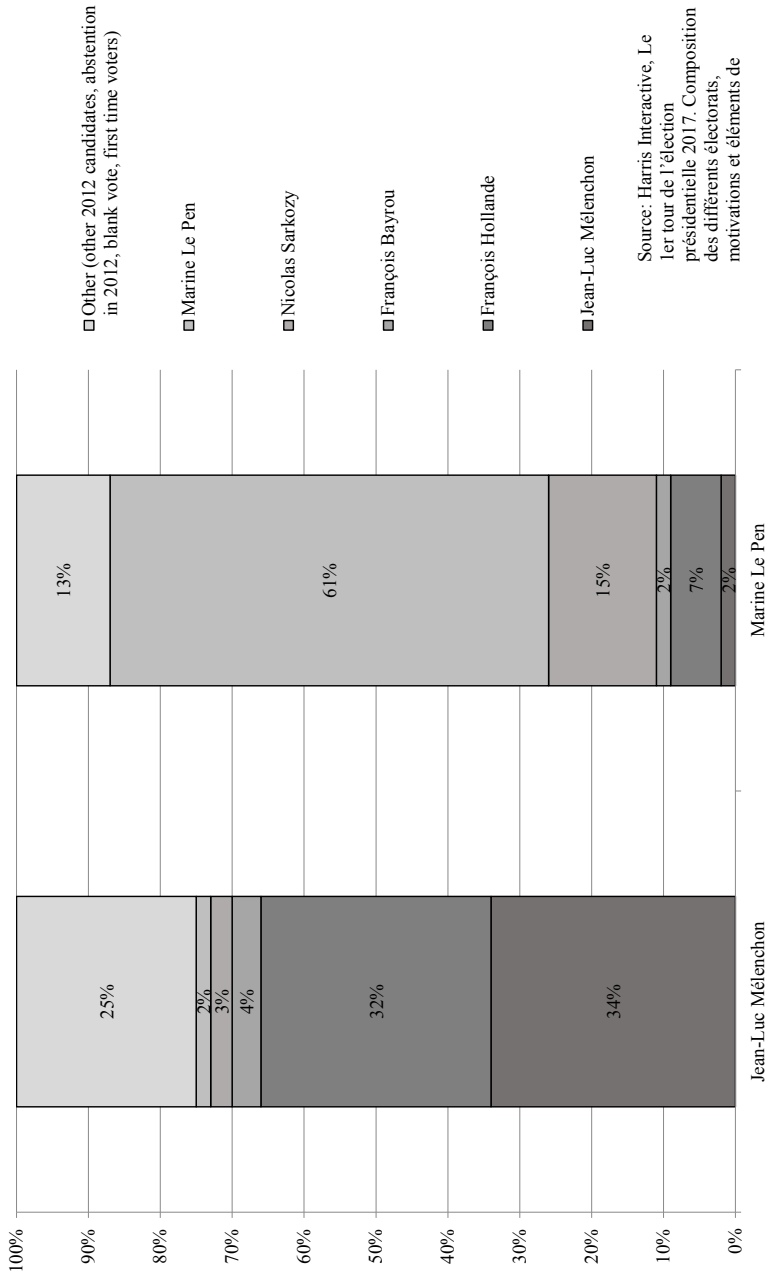 100%
90%
80%
70%
60%
50%
40%
30%
20%
10%
0%
25%
2%
3%
4%
32%
34%
Jean-Luc Mélenchon
13%
61%
15%
2%
7%
2%
Marine Le Pen
Other (other 2012 candidates, abstention
in 2012, blank vote, first time voters)
Marine Le Pen
Nicolas Sarkozy
François Bayrou
François Hollande
Jean-Luc Mélenchon
Source: Harris Interactive, Le
1er tour de l'élection
présidentielle 2017. Composition
des différents électorats,
motivations et éléments de